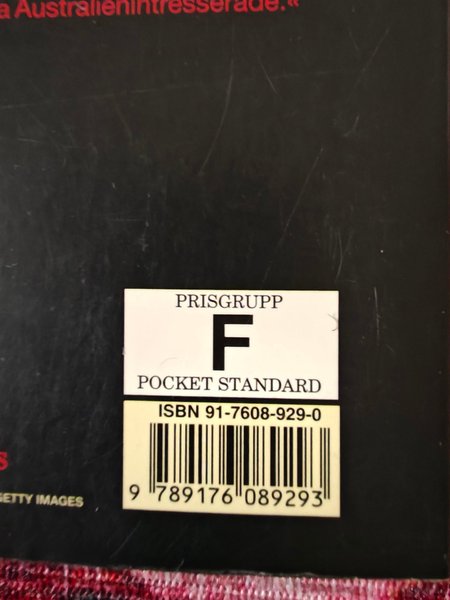 a Australienintresserade.«
PRISGRUPP
F
POCKET STANDARD
ISBN 91-7608-929-0
9 789176 089293
s
GETTY IMAGES